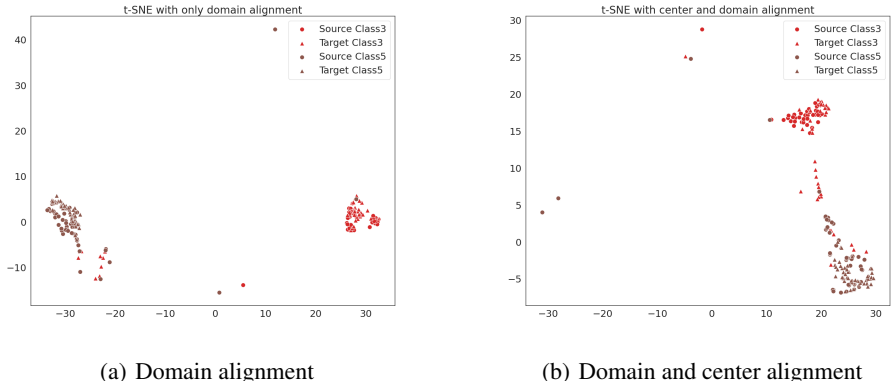 t-SNE with only domain alignment
Source Class3
Target Class3
Source Class5
Target Class5
40
30
20
10
0
−10
−30
−20
−10
0
10
20
30
(a) Domain alignment
t-SNE with center and domain alignment
Source Class3
Target Class3
Source Class5
Target Class5
30
25
20
15
10
5
0
−5
−30
−20
−10
0
10
20
30
(b) Domain and center alignment